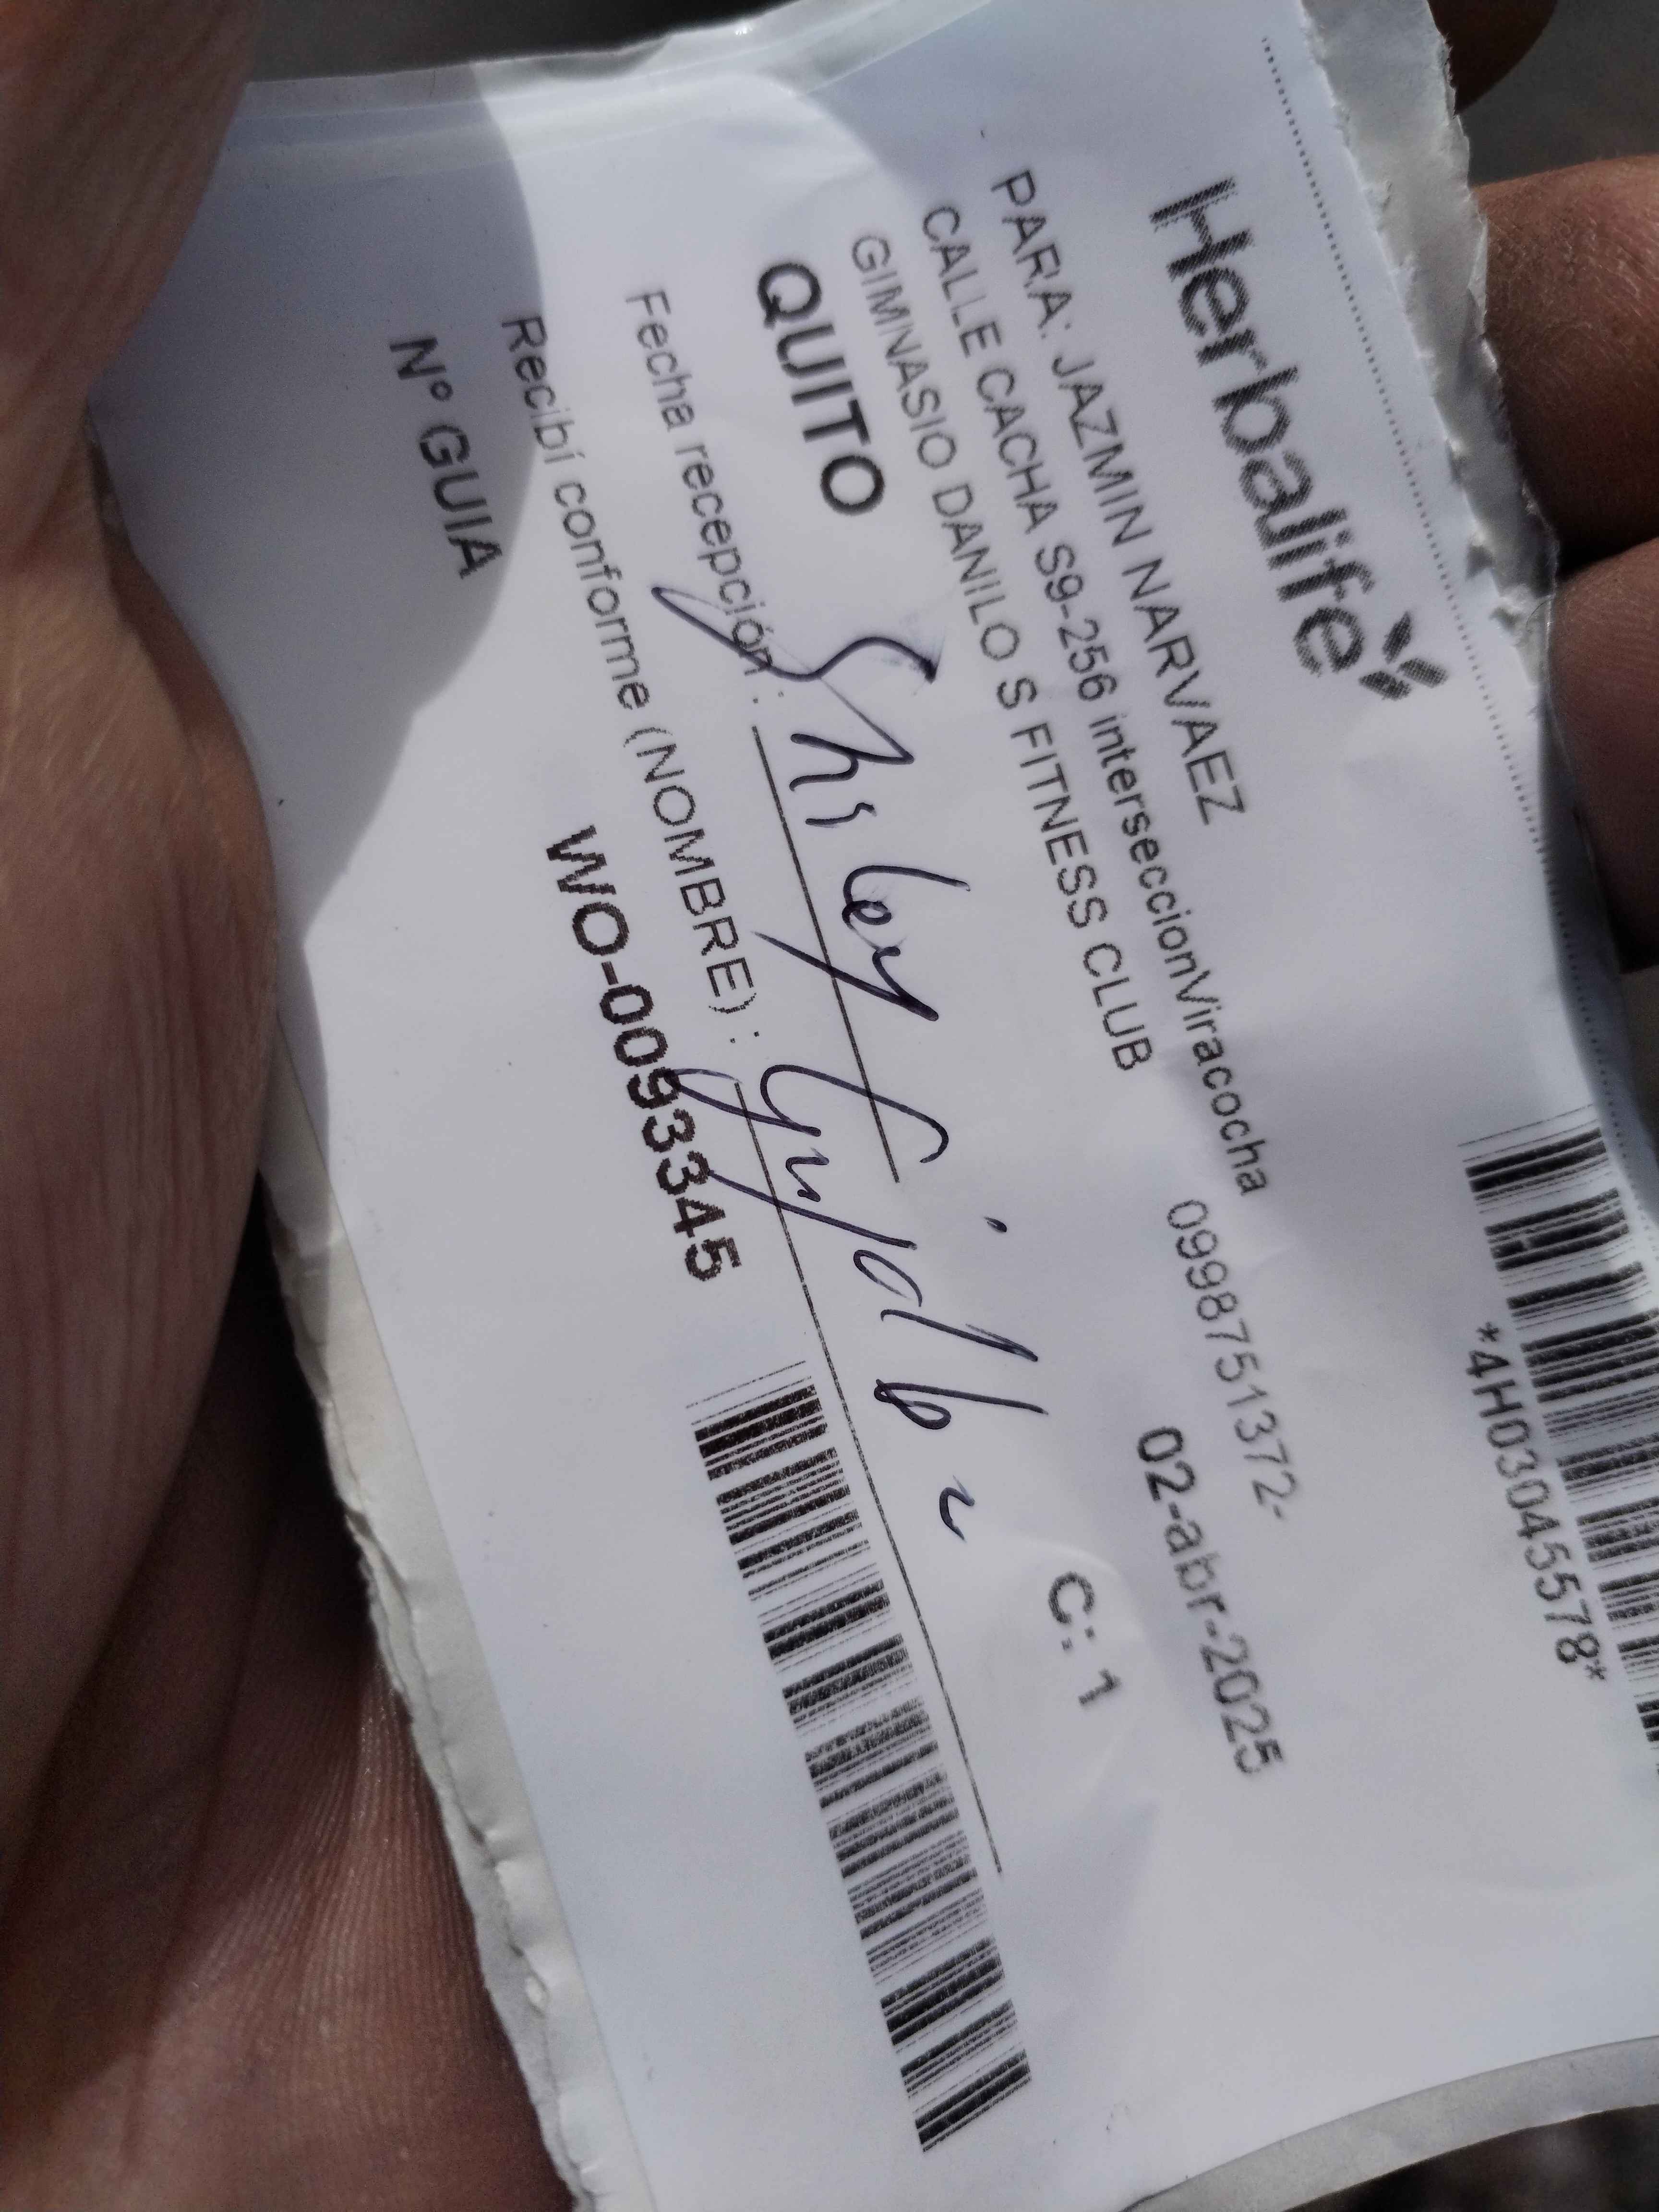 *4H03045578*
Herbalife
PARA: JAZMIN NARVAEZ
CALLE CACHA S9-256 interseccionViracocha 0998751372-
GIMNASIO DANILO S FITNESS CLUB 02-abr-2025
QUITO C: 1
Fecha recepción :
Recibí conforme (NOMBRE) :
Nº GUIA WO-0093345